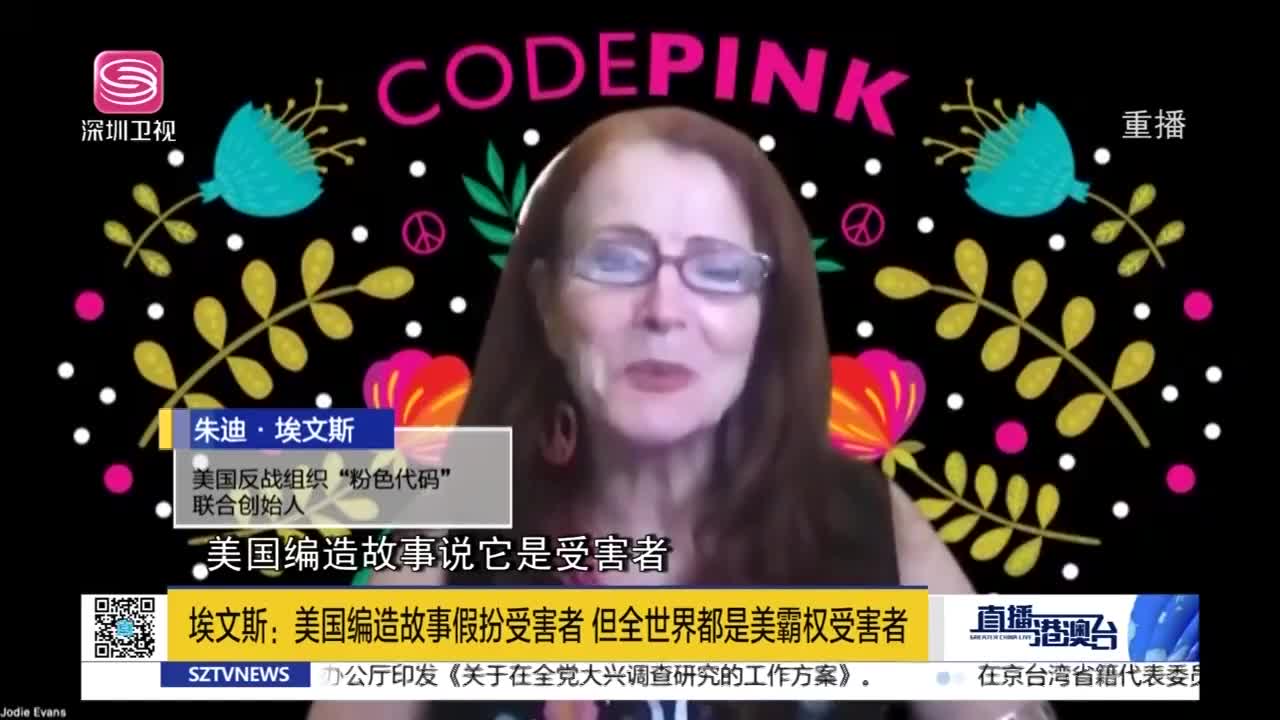 CODEPINK
深圳卫视
重播
朱迪·埃文斯
美国反战组织“粉色代码”
联合创始人
美国编造故事说它是受害者
埃文斯：美国编造故事假扮受害者 但全世界都是美霸权受害者
直播港澳台
GREATER CHINA LIVE
SZTVNEWS
办公厅印发《关于在全党大兴调查研究的工作方案》。
在京台湾省籍代表委员
Jodie Evans